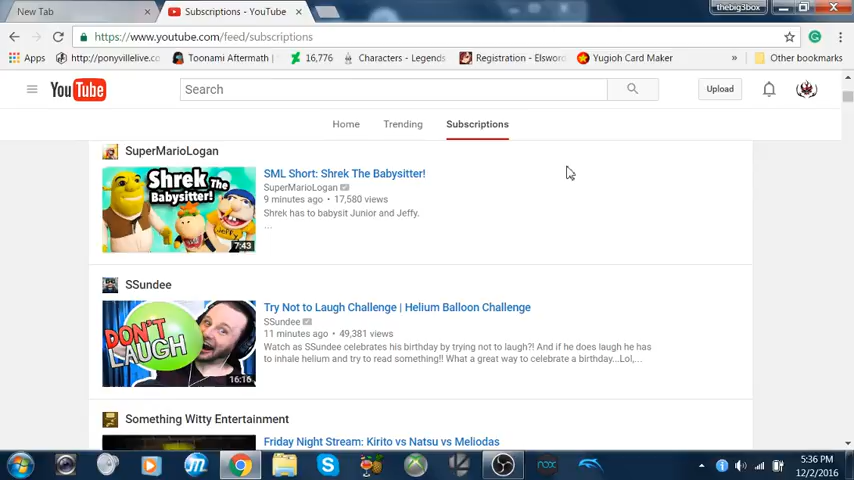 New Tab
Subscriptions - YouTube
thebig3box
https://www.youtube.com/feed/subscriptions
Apps
http://ponyvillelive.co
Toonami Aftermath
16,776
Characters - Legends
Registration - Elsword
Yugioh Card Maker
»
Other bookmarks
YouTube
Search
Upload
Home
Trending
Subscriptions
SuperMarioLogan
Shrek The
Babysitter!
7:43
SML Short: Shrek The Babysitter!
SuperMarioLogan
9 minutes ago • 17,580 views
Shrek has to babysit Junior and Jeffy.
...
SSundee
DON'T
LAUGH
16:16
Try Not to Laugh Challenge | Helium Balloon Challenge
SSundee
11 minutes ago • 49,381 views
Watch as SSundee celebrates his birthday by trying not to laugh?! And if he does laugh he has
to inhale helium and try to read something!! What a great way to celebrate a birthday...Lol,...
Something Witty Entertainment
Friday Night Stream: Kirito vs Natsu vs Meliodas
nox
5:36 PM
12/2/2016